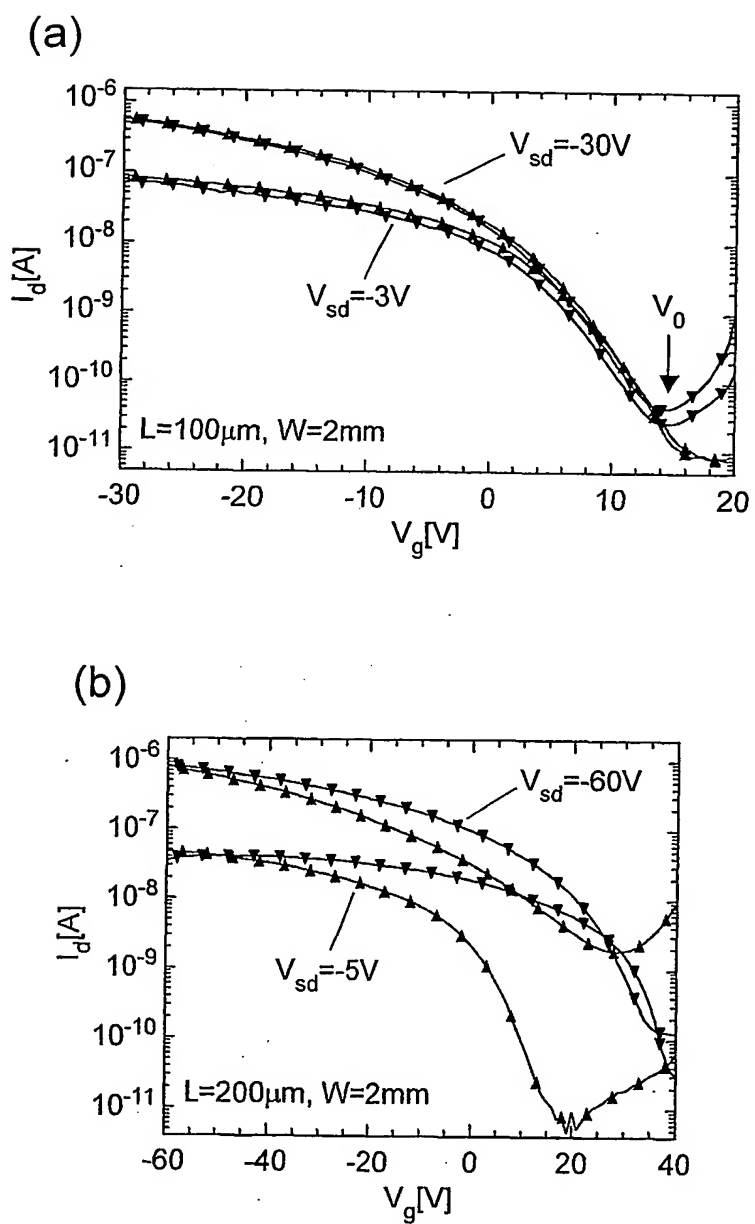 (a)
10⁻⁶
10⁻⁷
10⁻⁸
10⁻⁹
10⁻¹⁰
10⁻¹¹
I_d[A]
V_sd=-30V
V_sd=-3V
V_0
L=100μm, W=2mm
-30 -20 -10 0 10 20
V_g[V]
(b)
10⁻⁶
10⁻⁷
10⁻⁸
10⁻⁹
10⁻¹⁰
10⁻¹¹
I_d[A]
V_sd=-60V
V_sd=-5V
L=200μm, W=2mm
-60 -40 -20 0 20 40
V_g[V]